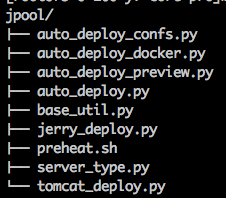 jpool/
├── auto_deploy_confs.py
├── auto_deploy_docker.py
├── auto_deploy_preview.py
├── auto_deploy.py
├── base_util.py
├── jerry_deploy.py
├── preheat.sh
├── server_type.py
└── tomcat_deploy.py